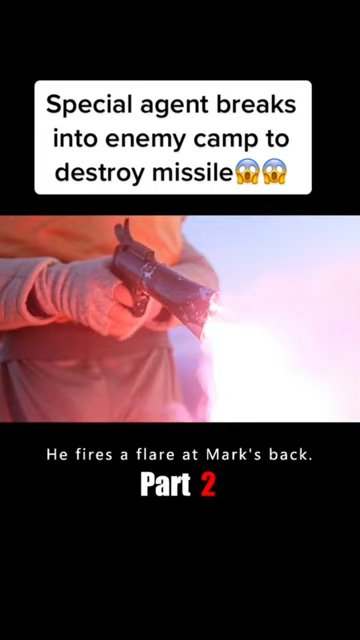 Special agent breaks
into enemy camp to
destroy missile😱😱
He fires a flare at Mark's back.
Part 2